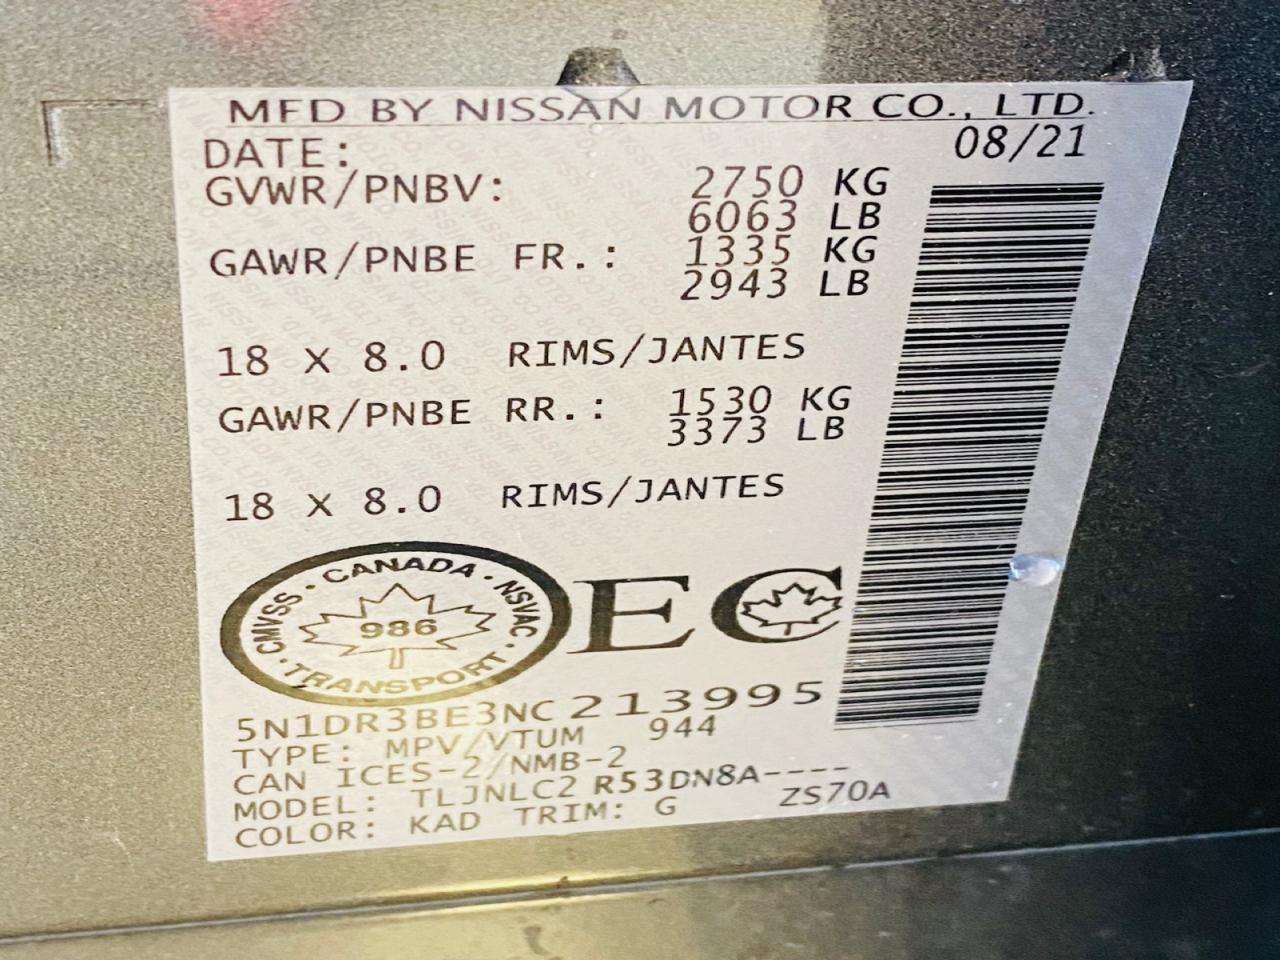 MFD BY NISSAN MOTOR CO., LTD.
DATE: 08/21
GVWR/PNBV: 2750 KG
6063 LB
GAWR/PNBE FR.: 1335 KG
2943 LB
18 X 8.0 RIMS/JANTES
GAWR/PNBE RR.: 1530 KG
3373 LB
18 X 8.0 RIMS/JANTES
CANADA · NSVAC · TRANSPORT · CMVSS ·
986
EC
5N1DR3BE3NC213995
TYPE: MPV/VTUM 944
CAN ICES-2/NMB-2
MODEL: TLJNLC2 R53DN8A----
COLOR: KAD TRIM: G ZS70A